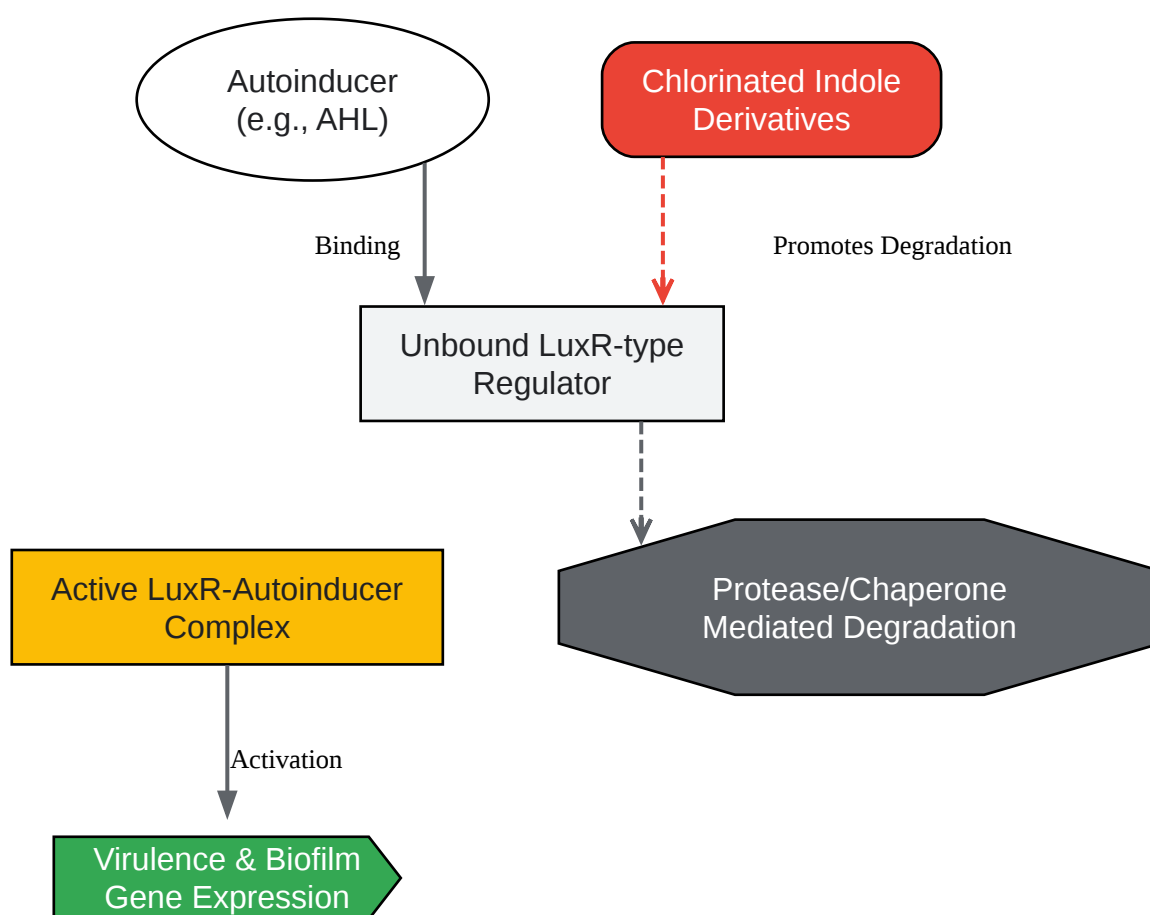 Autoinducer
(e.g., AHL)
Chlorinated Indole
Derivatives
Binding
Promotes Degradation
Unbound LuxR-type
Regulator
Active LuxR-Autoinducer
Complex
Protease/Chaperone
Mediated Degradation
Activation
Virulence & Biofilm
Gene Expression